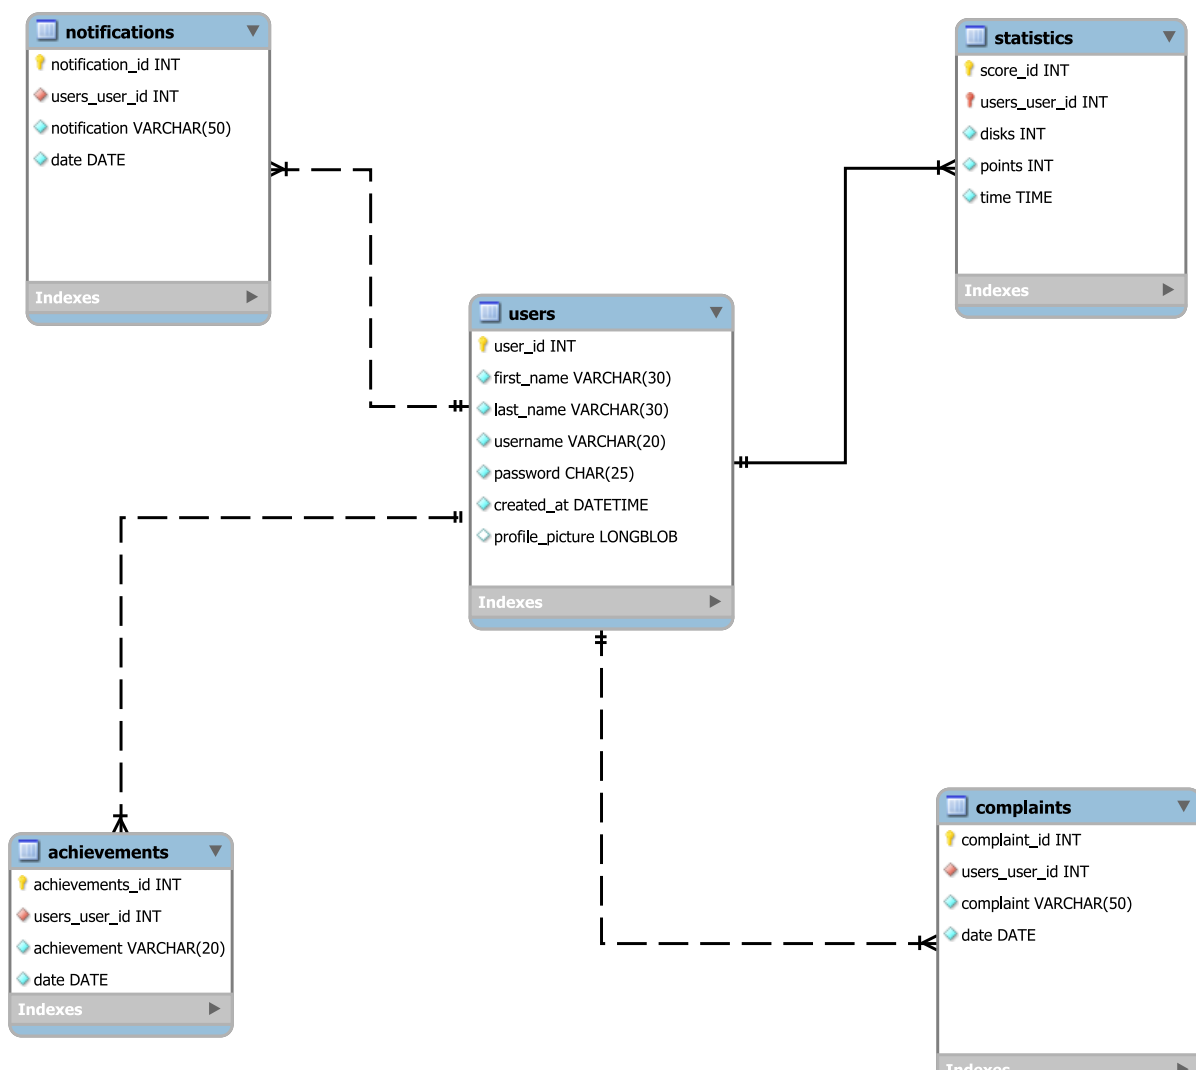 notifications
notification_id INT
users_user_id INT
notification VARCHAR(50)
date DATE
Indexes
statistics
score_id INT
users_user_id INT
disks INT
points INT
time TIME
Indexes
users
user_id INT
first_name VARCHAR(30)
last_name VARCHAR(30)
username VARCHAR(20)
password CHAR(25)
created_at DATETIME
profile_picture LONGBLOB
Indexes
achievements
achievements_id INT
users_user_id INT
achievement VARCHAR(20)
date DATE
Indexes
complaints
complaint_id INT
users_user_id INT
complaint VARCHAR(50)
date DATE
Indexes